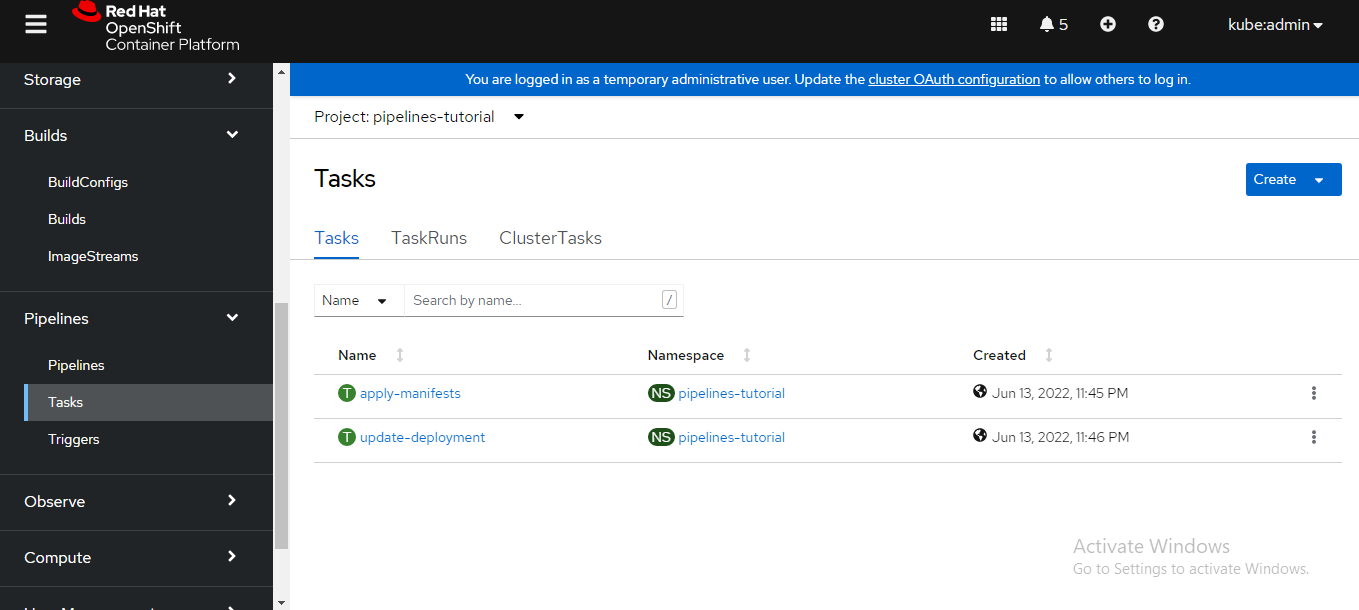 Red Hat
OpenShift
Container Platform
5
kube:admin
Storage
Builds
BuildConfigs
Builds
ImageStreams
Pipelines
Pipelines
Tasks
Triggers
Observe
Compute
You are logged in as a temporary administrative user. Update the cluster OAuth configuration to allow others to log in.
Project: pipelines-tutorial
Tasks
Create
Tasks TaskRuns ClusterTasks
Name Search by name... /
Name Namespace Created
T apply-manifests NS pipelines-tutorial Jun 13, 2022, 11:45 PM
T update-deployment NS pipelines-tutorial Jun 13, 2022, 11:46 PM
Activate Windows
Go to Settings to activate Windows.